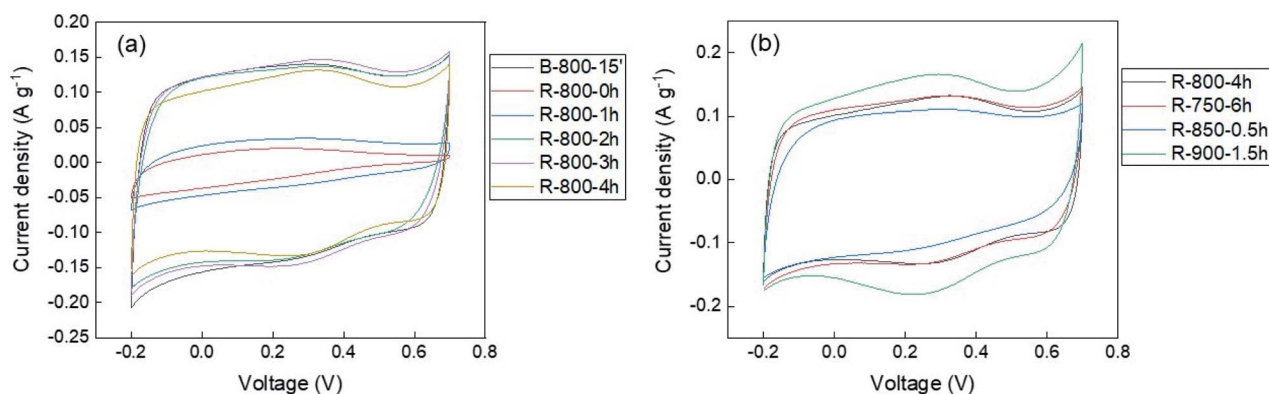 (a)
Current density (A g⁻¹)
0.20
0.15
0.10
0.05
0.00
-0.05
-0.10
-0.15
-0.20
-0.25
-0.2 0.0 0.2 0.4 0.6 0.8
Voltage (V)
B-800-15'
R-800-0h
R-800-1h
R-800-2h
R-800-3h
R-800-4h
(b)
Current density (A g⁻¹)
0.2
0.1
0.0
-0.1
-0.2
-0.2 0.0 0.2 0.4 0.6 0.8
Voltage (V)
R-800-4h
R-750-6h
R-850-0.5h
R-900-1.5h